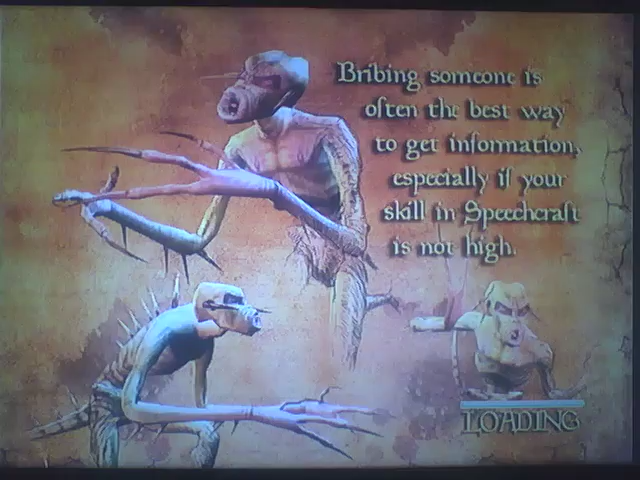 Bribing someone is
often the best way
to get information,
especially if your
skill in Speechcraft
is not high.
LOADING